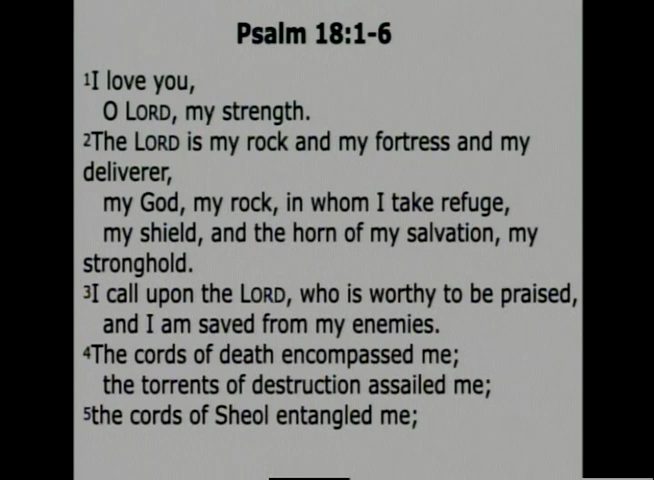 Psalm 18:1-6
1I love you,
O LORD, my strength.
2The LORD is my rock and my fortress and my
deliverer,
my God, my rock, in whom I take refuge,
my shield, and the horn of my salvation, my
stronghold.
3I call upon the LORD, who is worthy to be praised,
and I am saved from my enemies.
4The cords of death encompassed me;
the torrents of destruction assailed me;
5the cords of Sheol entangled me;